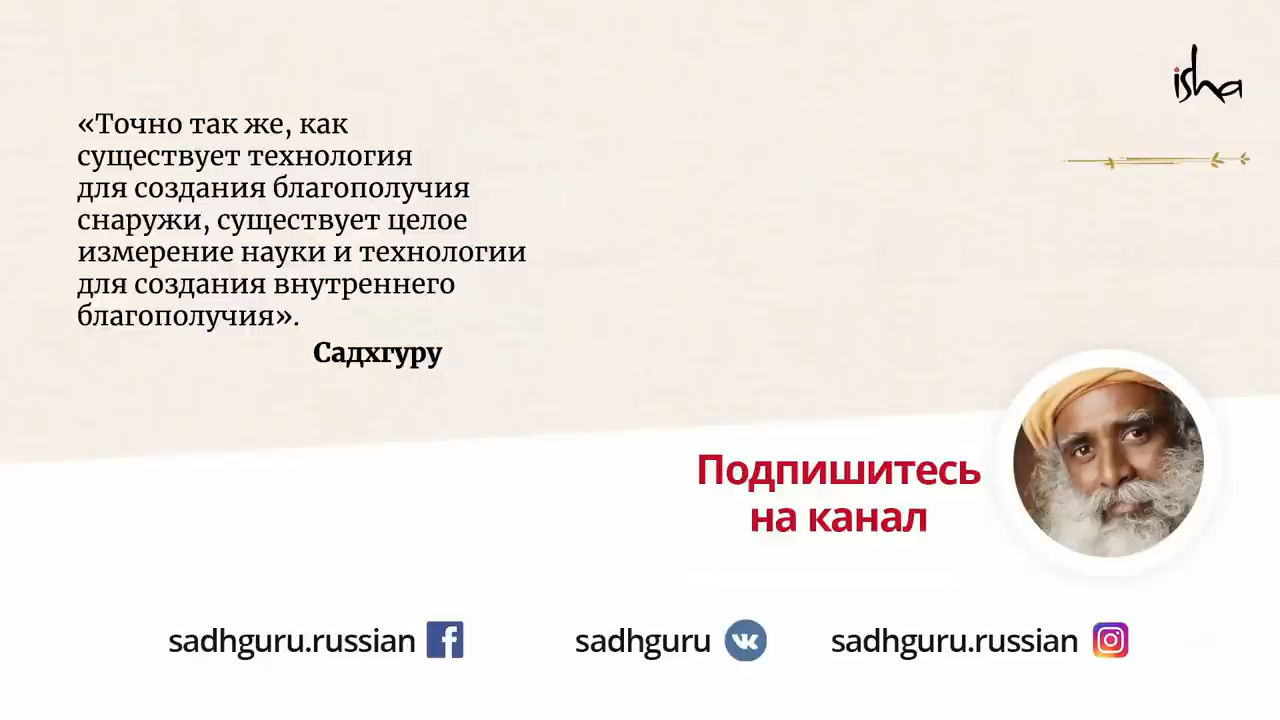 isha
«Точно так же, как
существует технология
для создания благополучия
снаружи, существует целое
измерение науки и технологии
для создания внутреннего
благополучия».
Садхгуру
Подпишитесь
на канал
sadhguru.russian
sadhguru
sadhguru.russian